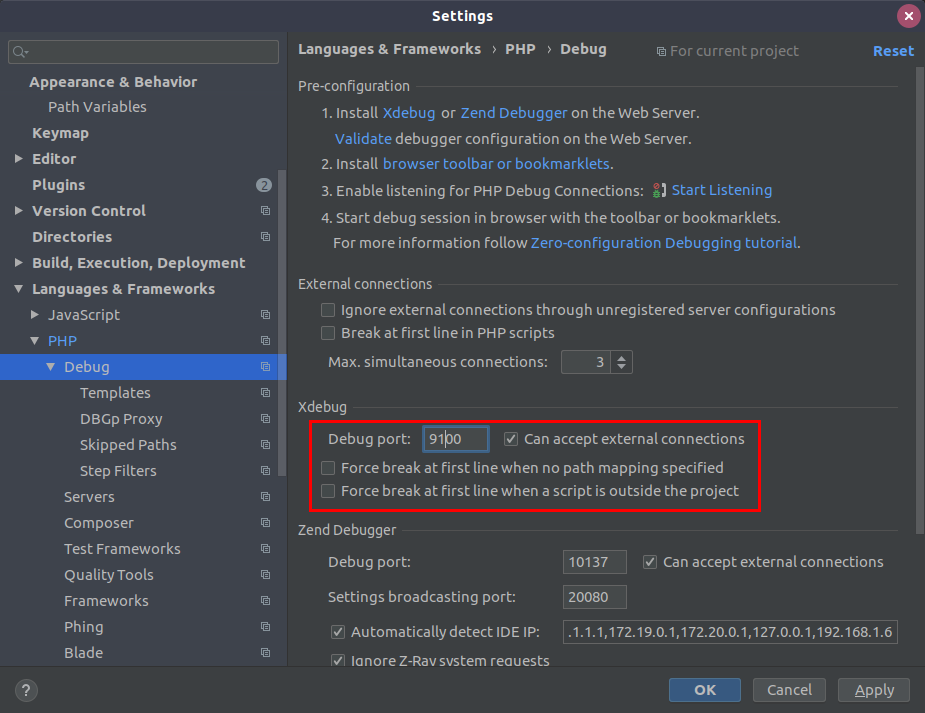 Settings
Languages & Frameworks › PHP › Debug
For current project
Reset
Appearance & Behavior
Path Variables
Keymap
Editor
Plugins 2
Version Control
Directories
Build, Execution, Deployment
Languages & Frameworks
JavaScript
PHP
Debug
Templates
DBGp Proxy
Skipped Paths
Step Filters
Servers
Composer
Test Frameworks
Quality Tools
Frameworks
Phing
Blade
Pre-configuration
1. Install Xdebug or Zend Debugger on the Web Server.
Validate debugger configuration on the Web Server.
2. Install browser toolbar or bookmarklets.
3. Enable listening for PHP Debug Connections: Start Listening
4. Start debug session in browser with the toolbar or bookmarklets.
For more information follow Zero-configuration Debugging tutorial.
External connections
Ignore external connections through unregistered server configurations
Break at first line in PHP scripts
Max. simultaneous connections: 3
Xdebug
Debug port: 9100 Can accept external connections
Force break at first line when no path mapping specified
Force break at first line when a script is outside the project
Zend Debugger
Debug port: 10137 Can accept external connections
Settings broadcasting port: 20080
Automatically detect IDE IP: .1.1.1,172.19.0.1,172.20.0.1,127.0.0.1,192.168.1.6
Ignore Z-Ray system requests
?
OK
Cancel
Apply